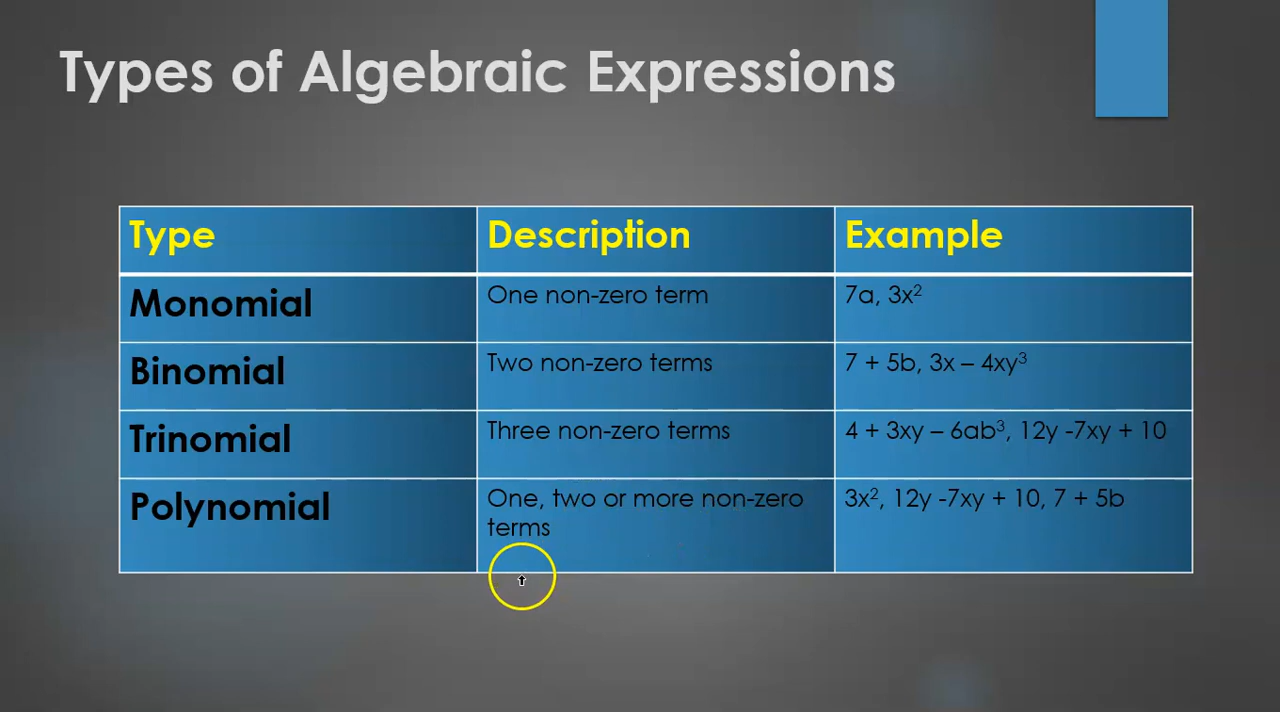 Types of Algebraic Expressions
Type Description Example
Monomial One non-zero term 7a, 3x²
Binomial Two non-zero terms 7 + 5b, 3x – 4xy³
Trinomial Three non-zero terms 4 + 3xy – 6ab³, 12y -7xy + 10
Polynomial One, two or more non-zero 3x², 12y -7xy + 10, 7 + 5b
terms